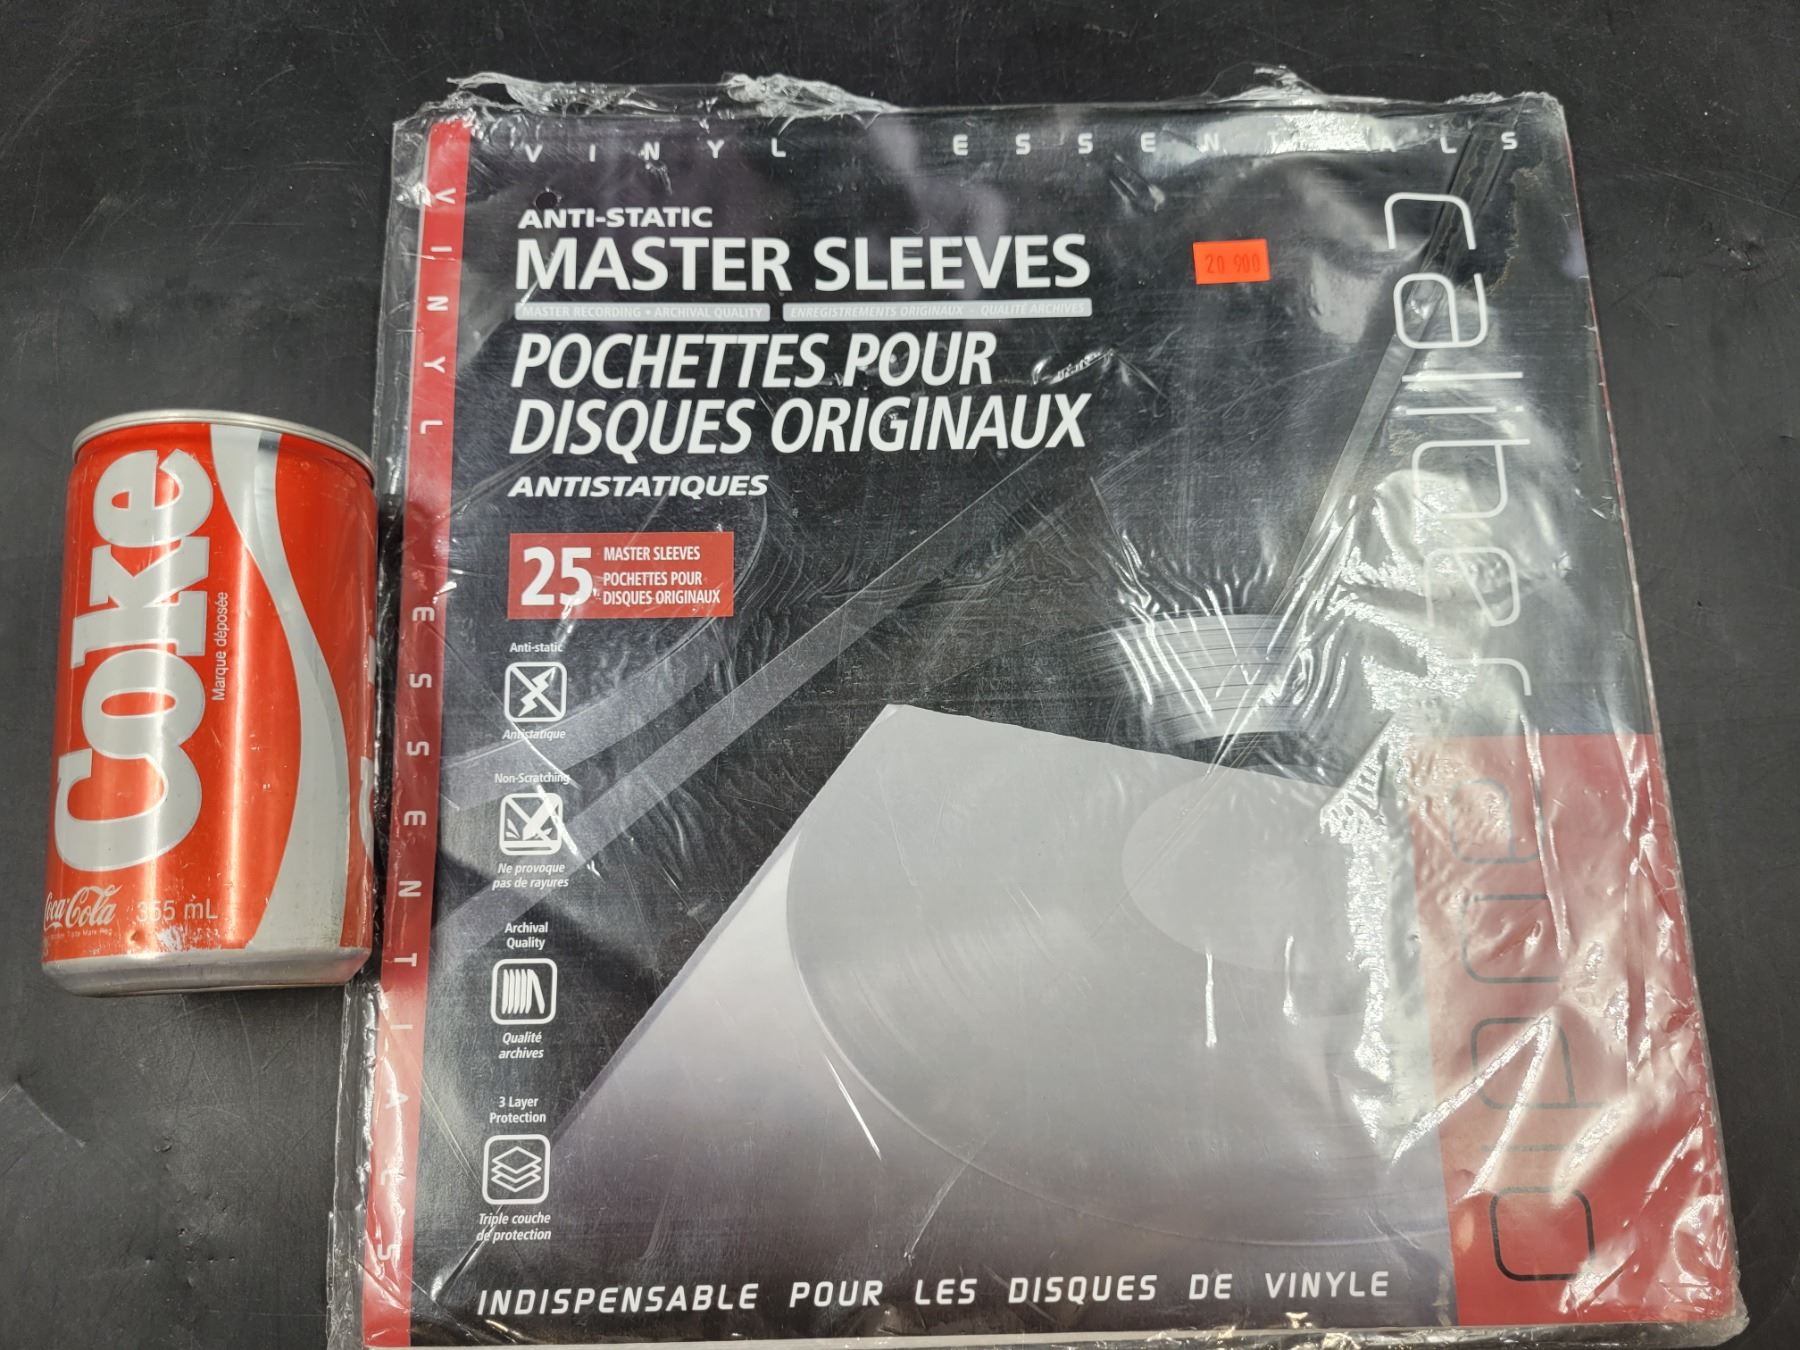 VINYL ESSENTIALS
VINYL ESSENTIALS
ANTI-STATIC
MASTER SLEEVES
MASTER RECORDING • ARCHIVAL QUALITY
ENREGISTREMENTS ORIGINAUX - QUALITÉ ARCHIVES
POCHETTES POUR
DISQUES ORIGINAUX
ANTISTATIQUES
20 900
25
MASTER SLEEVES
POCHETTES POUR
DISQUES ORIGINAUX
Anti-static
Antistatique
Non-Scratching
Ne provoque
pas de rayures
Archival
Quality
Qualité
archives
3 Layer
Protection
Triple couche
de protection
INDISPENSABLE POUR LES DISQUES DE VINYLE
Caliber
audio
Coke
Marque déposée
Coca-Cola
355 mL